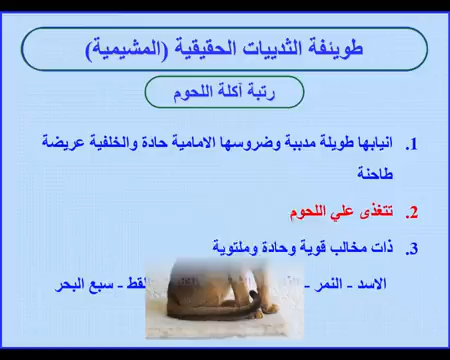 طويئفة الثدييات الحقيقية (المشيمية)
رتبة آكلة اللحوم
1. انيابها طويلة مدببة وضروسها الامامية حادة والخلفية عريضة
طاحنة
2. تتغذى علي اللحوم
3. ذات مخالب قوية وحادة وملتوية
الاسد - النمر - القط - سبع البحر